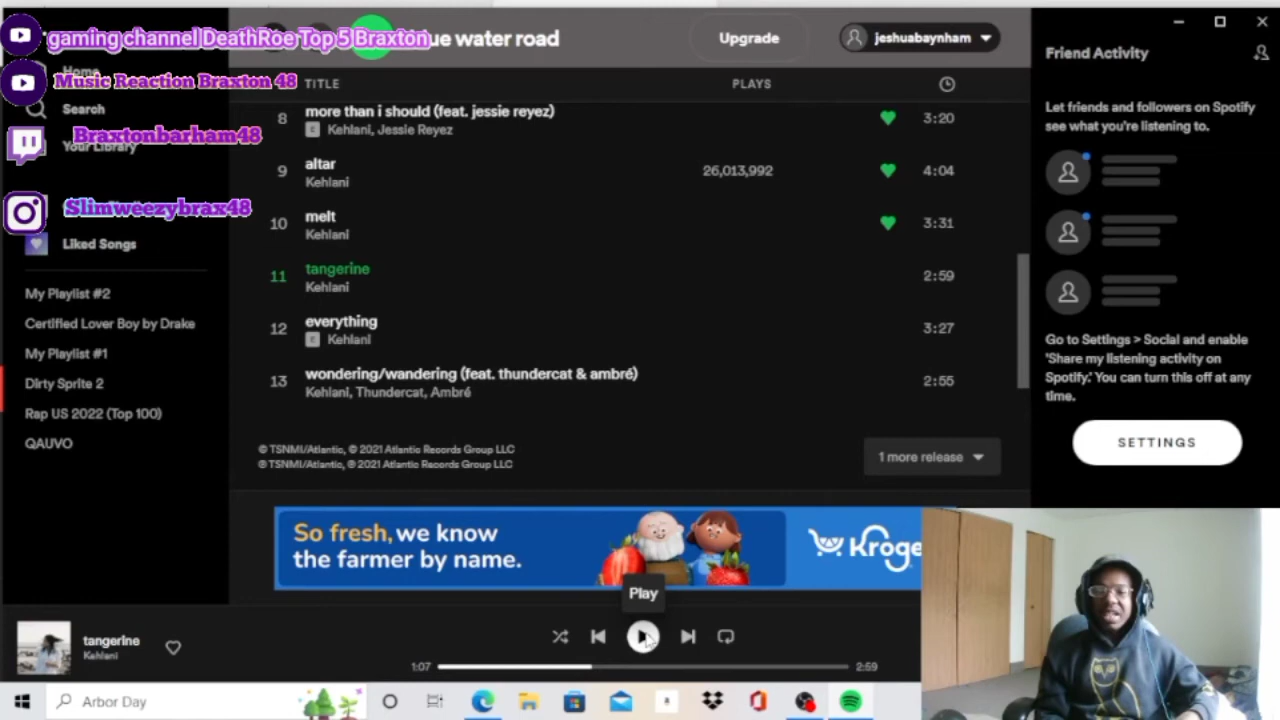 gaming channel DeathRoe Top 5 Braxton
ue water road
Upgrade
jeshuabaynham
Friend Activity
Home
Music Reaction Braxton 48
TITLE
PLAYS
Search
Braxtonbarham48
Your Library
Slimweezybrax48
Liked Songs
My Playlist #2
Certified Lover Boy by Drake
My Playlist #1
Dirty Sprite 2
Rap US 2022 (Top 100)
QAUVO
8 more than i should (feat. jessie reyez) 3:20
E Kehlani, Jessie Reyez
9 altar 26,013,992 4:04
Kehlani
10 melt 3:31
Kehlani
11 tangerine 2:59
Kehlani
12 everything 3:27
E Kehlani
13 wondering/wandering (feat. thundercat & ambré) 2:55
Kehlani, Thundercat, Ambré
© TSNMI/Atlantic, © 2021 Atlantic Records Group LLC
℗ TSNMI/Atlantic, ℗ 2021 Atlantic Records Group LLC
1 more release
Let friends and followers on Spotify
see what you're listening to.
Go to Settings > Social and enable
'Share my listening activity on
Spotify.' You can turn this off at any
time.
SETTINGS
So fresh, we know
the farmer by name.
Kroge
Play
tangerine
Kehlani
1:07
2:59
Arbor Day